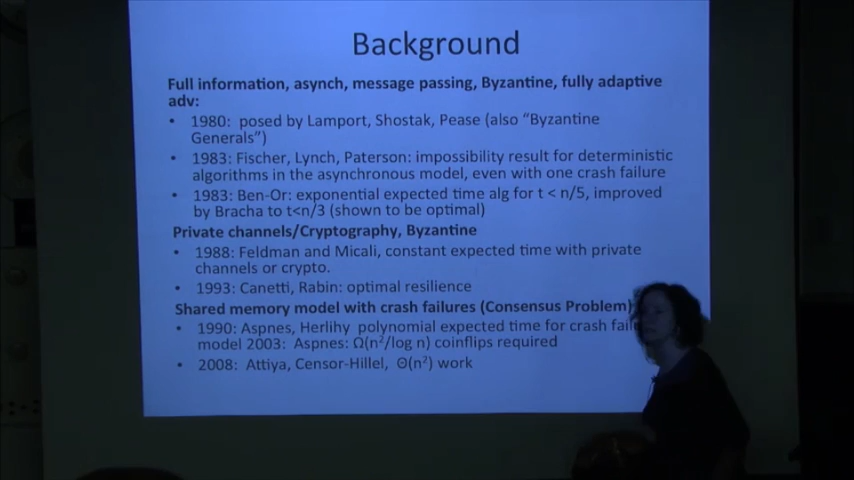 Background
Full information, asynch, message passing, Byzantine, fully adaptive
adv:
• 1980: posed by Lamport, Shostak, Pease (also "Byzantine
Generals")
• 1983: Fischer, Lynch, Paterson: impossibility result for deterministic
algorithms in the asynchronous model, even with one crash failure
• 1983: Ben-Or: exponential expected time alg for t < n/5, improved
by Bracha to t<n/3 (shown to be optimal)
Private channels/Cryptography, Byzantine
• 1988: Feldman and Micali, constant expected time with private
channels or crypto.
• 1993: Canetti, Rabin: optimal resilience
Shared memory model with crash failures (Consensus Problem)
• 1990: Aspnes, Herlihy polynomial expected time for crash
model 2003: Aspnes: Ω(n²/log n) coinflips required
• 2008: Attiya, Censor-Hillel, Θ(n²) work